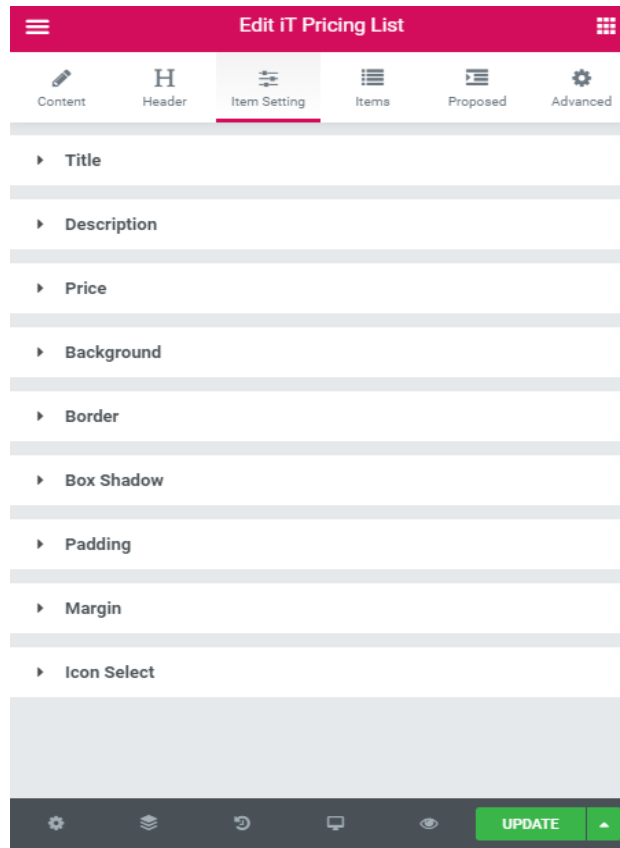 Edit iT Pricing List
Content Header Item Setting Items Proposed Advanced
Title
Description
Price
Background
Border
Box Shadow
Padding
Margin
Icon Select
UPDATE